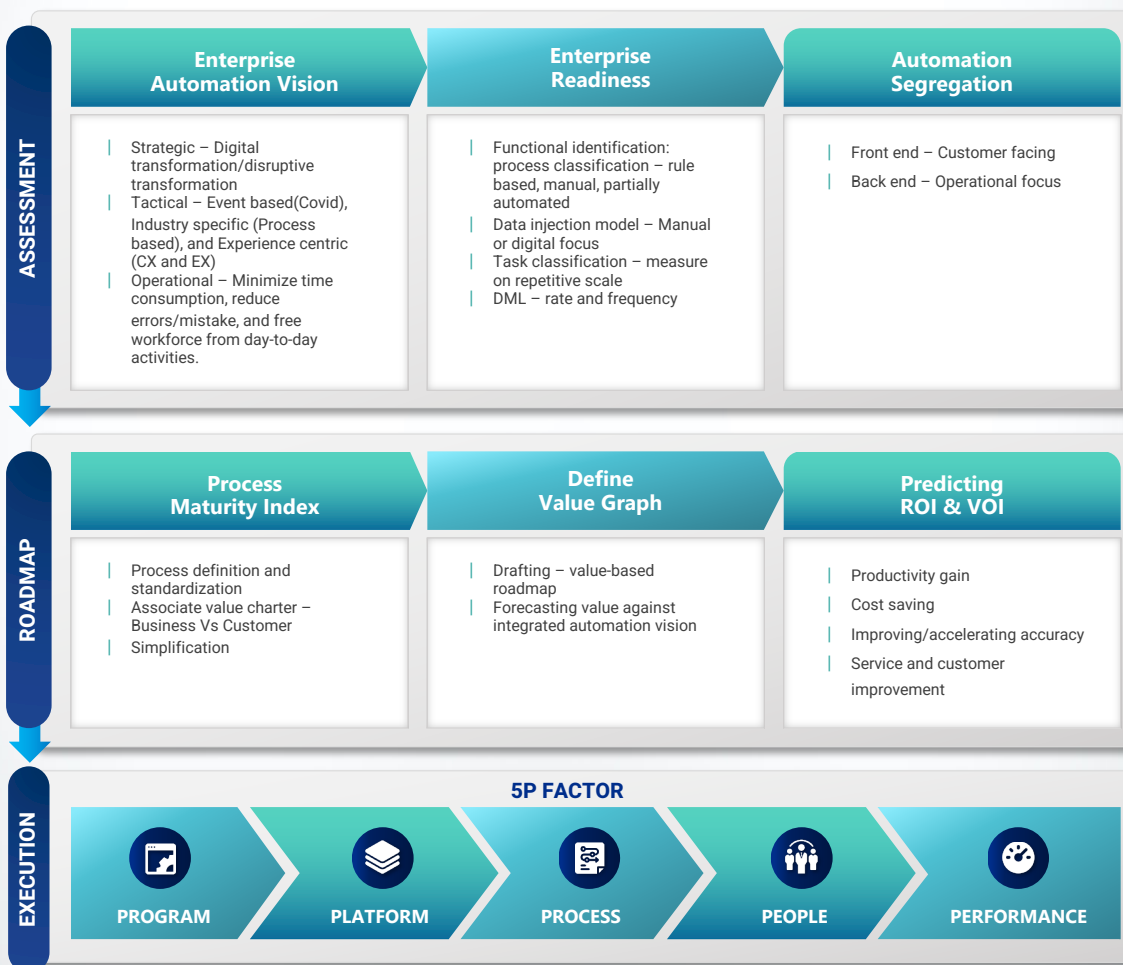 ASSESSMENT
Enterprise
Automation Vision
Strategic – Digital
transformation/disruptive
transformation
Tactical – Event based(Covid),
Industry specific (Process
based), and Experience centric
(CX and EX)
Operational – Minimize time
consumption, reduce
errors/mistake, and free
workforce from day-to-day
activities.
Enterprise
Readiness
Functional identification:
process classification – rule
based, manual, partially
automated
Data injection model – Manual
or digital focus
Task classification – measure
on repetitive scale
DML – rate and frequency
Automation
Segregation
Front end – Customer facing
Back end – Operational focus
ROADMAP
Process
Maturity Index
Process definition and
standardization
Associate value charter –
Business Vs Customer
Simplification
Define
Value Graph
Drafting – value-based
roadmap
Forecasting value against
integrated automation vision
Predicting
ROI & VOI
Productivity gain
Cost saving
Improving/accelerating accuracy
Service and customer
improvement
EXECUTION
5P FACTOR
PROGRAM
PLATFORM
PROCESS
PEOPLE
PERFORMANCE